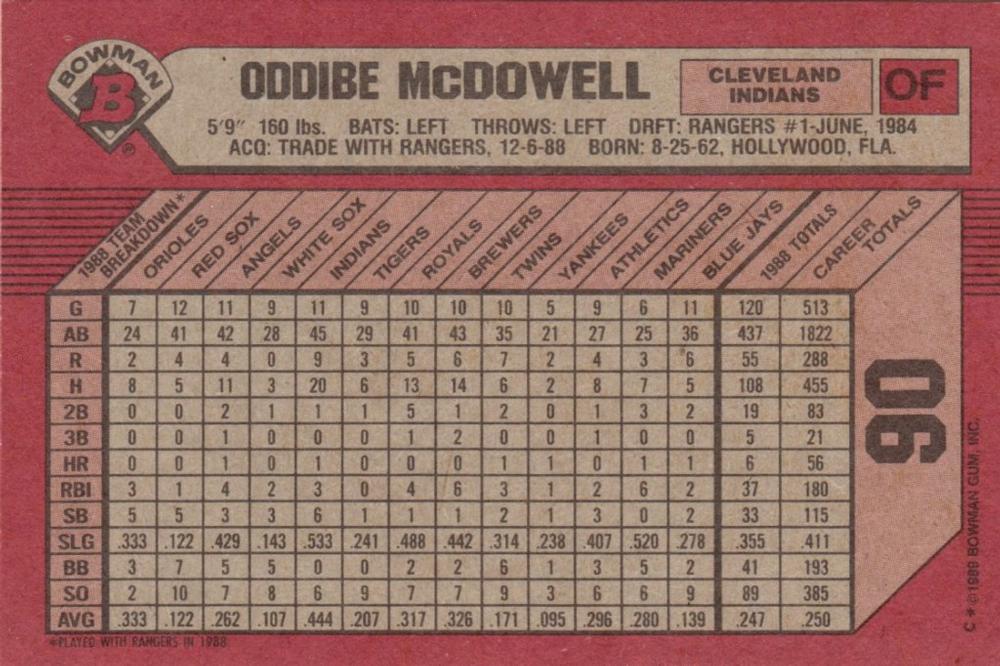 BOWMAN
B
®
ODDIBE McDOWELL
CLEVELAND
INDIANS
OF
5'9" 160 lbs. BATS: LEFT THROWS: LEFT DRFT: RANGERS #1-JUNE, 1984
ACQ: TRADE WITH RANGERS, 12-6-88 BORN: 8-25-62, HOLLYWOOD, FLA.
1988 TEAM BREAKDOWN* ORIOLES RED SOX ANGELS WHITE SOX INDIANS TIGERS ROYALS BREWERS TWINS YANKEES ATHLETICS MARINERS BLUE JAYS 1988 TOTALS CAREER TOTALS
G 7 12 11 9 11 9 10 10 10 5 9 6 11 120 513
AB 24 41 42 28 45 29 41 43 35 21 27 25 36 437 1822
R 2 4 4 0 9 3 5 6 7 2 4 3 6 55 288
H 8 5 11 3 20 6 13 14 6 2 8 7 5 108 455
2B 0 0 2 1 1 1 5 1 2 0 1 3 2 19 83
3B 0 0 1 0 0 0 1 2 0 0 1 0 0 5 21
HR 0 0 1 0 1 0 0 0 1 1 0 1 1 6 56
RBI 3 1 4 2 3 0 4 6 3 1 2 6 2 37 180
SB 5 5 3 3 6 1 1 1 2 1 3 0 2 33 115
SLG .333 .122 .429 .143 .533 .241 .488 .442 .314 .238 .407 .520 .278 .355 .411
BB 3 7 5 5 0 0 2 2 6 1 3 5 2 41 193
SO 2 10 7 8 6 9 7 7 9 3 6 6 9 89 385
AVG .333 .122 .262 .107 .444 .207 .317 .326 .171 .095 .296 .280 .139 .247 .250
*PLAYED WITH RANGERS IN 1988
90
C * ©1989 BOWMAN GUM, INC.